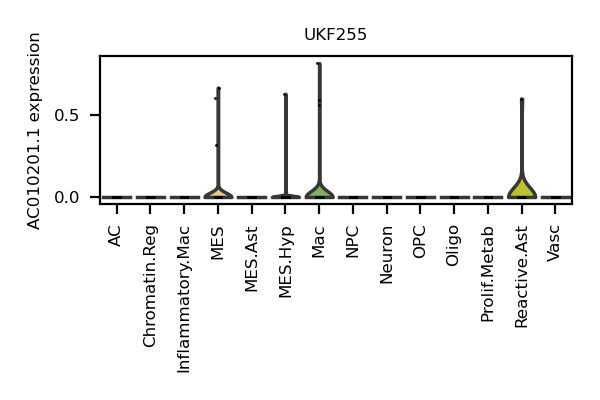 UKF255
AC010201.1 expression
0.5
0.0
AC
Chromatin.Reg
Inflammatory.Mac
MES
MES.Ast
MES.Hyp
Mac
NPC
Neuron
OPC
Oligo
Prolif.Metab
Reactive.Ast
Vasc